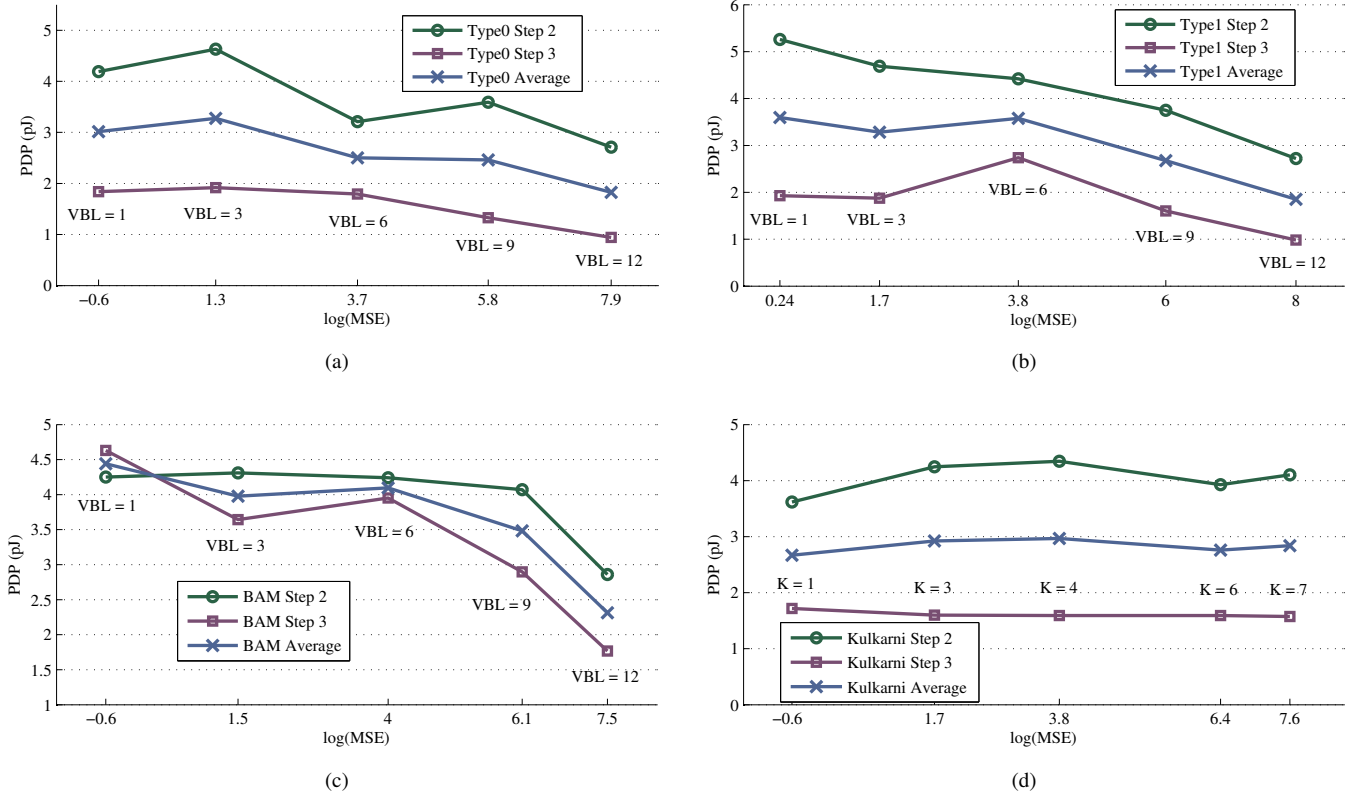 5
4
3
2
1
0
PDP (pJ)
Type0 Step 2
Type0 Step 3
Type0 Average
VBL = 1
VBL = 3
VBL = 6
VBL = 9
VBL = 12
−0.6
1.3
3.7
5.8
7.9
log(MSE)
(a)
6
5
4
3
2
1
0
PDP (pJ)
Type1 Step 2
Type1 Step 3
Type1 Average
VBL = 1
VBL = 3
VBL = 6
VBL = 9
VBL = 12
0.24
1.7
3.8
6
8
log(MSE)
(b)
5
4.5
4
3.5
3
2.5
2
1.5
1
PDP (pJ)
VBL = 1
VBL = 3
VBL = 6
VBL = 9
VBL = 12
BAM Step 2
BAM Step 3
BAM Average
−0.6
1.5
4
6.1
7.5
log(MSE)
(c)
5
4
3
2
1
0
PDP (pJ)
K = 1
K = 3
K = 4
K = 6
K = 7
Kulkarni Step 2
Kulkarni Step 3
Kulkarni Average
−0.6
1.7
3.8
6.4
7.6
log(MSE)
(d)